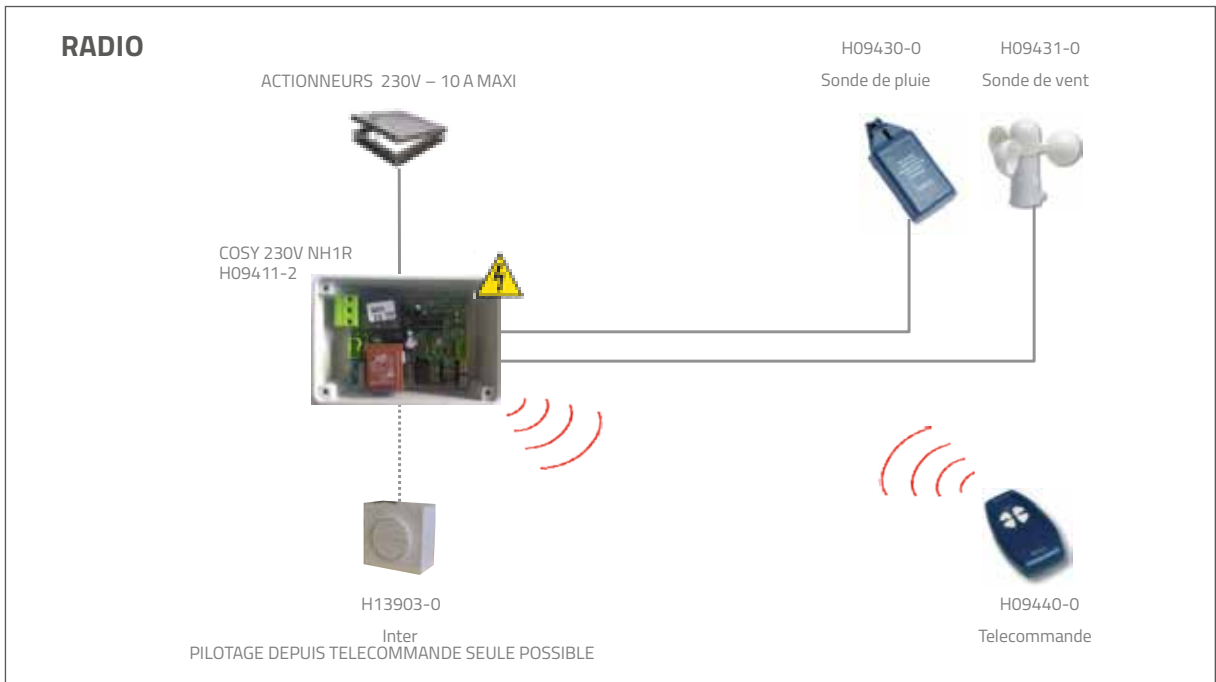 RADIO
ACTIONNEURS 230V – 10 A MAXI
H09430-0
Sonde de pluie
H09431-0
Sonde de vent
COSY 230V NH1R
H09411-2
H13903-0
Inter
PILOTAGE DEPUIS TELECOMMANDE SEULE POSSIBLE
H09440-0
Telecommande